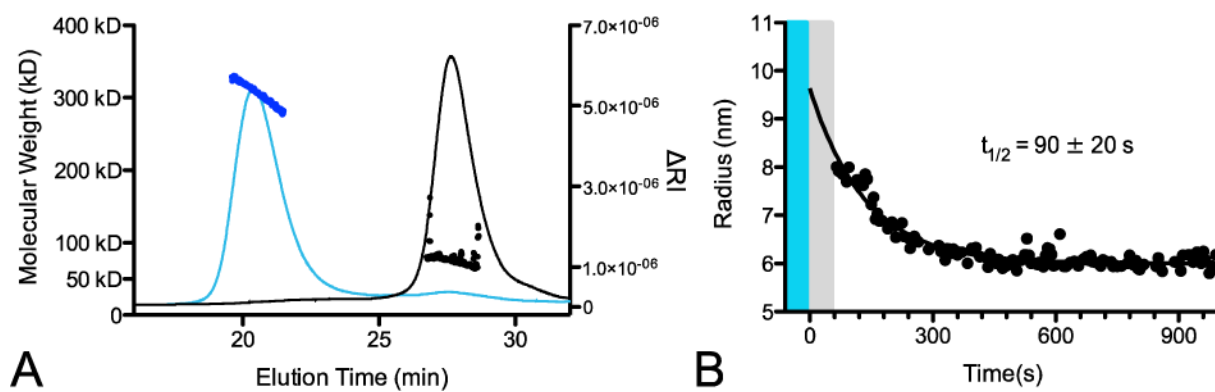 400 kD
300 kD
200 kD
100 kD
50 kD
0
Molecular Weight (kD)
7.0×10⁻⁰⁶
5.0×10⁻⁰⁶
3.0×10⁻⁰⁶
1.0×10⁻⁰⁶
0
ΔRI
20 25 30
Elution Time (min)
A
11
10
9
8
7
6
5
Radius (nm)
t1/2 = 90 ± 20 s
0 300 600 900
Time(s)
B